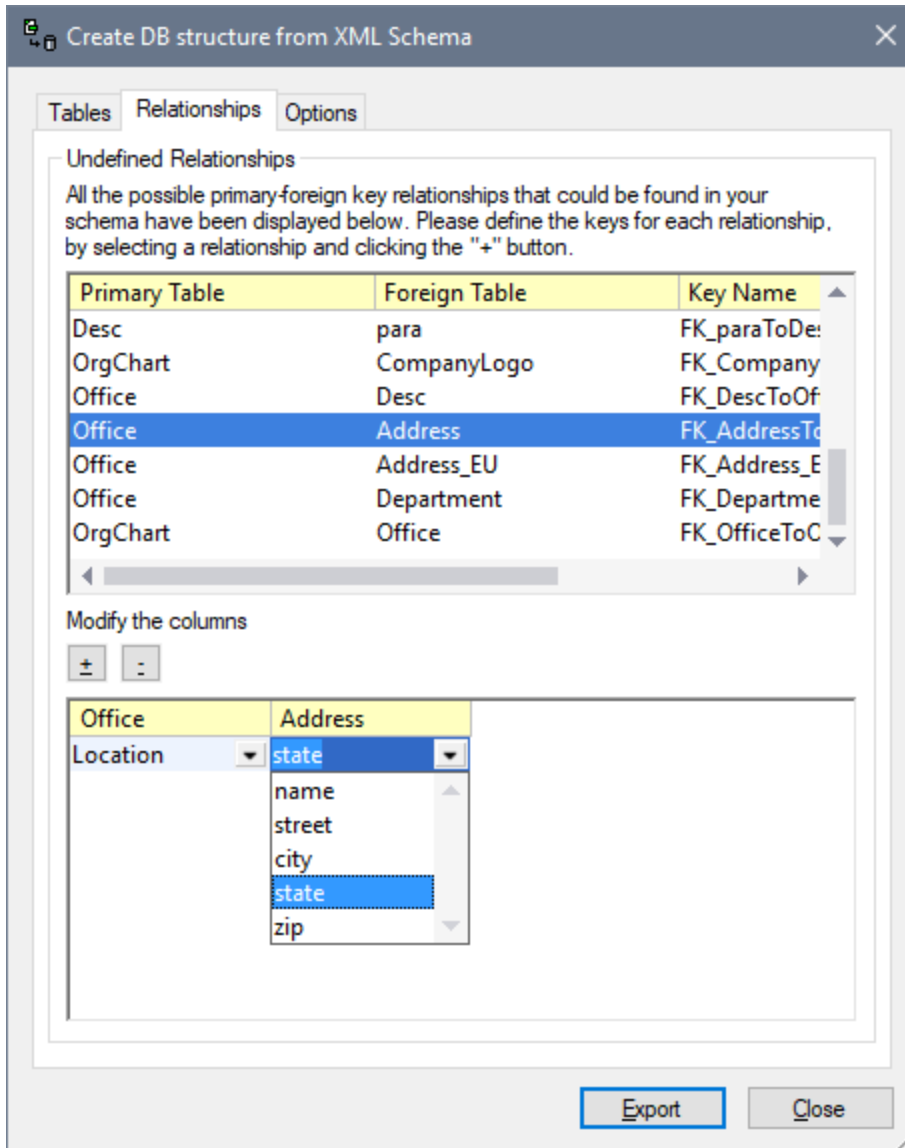 Create DB structure from XML Schema
Tables Relationships Options
Undefined Relationships
All the possible primary-foreign key relationships that could be found in your
schema have been displayed below. Please define the keys for each relationship,
by selecting a relationship and clicking the "+" button.
Primary Table Foreign Table Key Name
Desc para FK_paraToDes
OrgChart CompanyLogo FK_Company
Office Desc FK_DescToOf
Office Address FK_AddressTo
Office Address_EU FK_Address_E
Office Department FK_Departme
OrgChart Office FK_OfficeToO
Modify the columns
+ -
Office Address
Location state
name
street
city
state
zip
Export Close